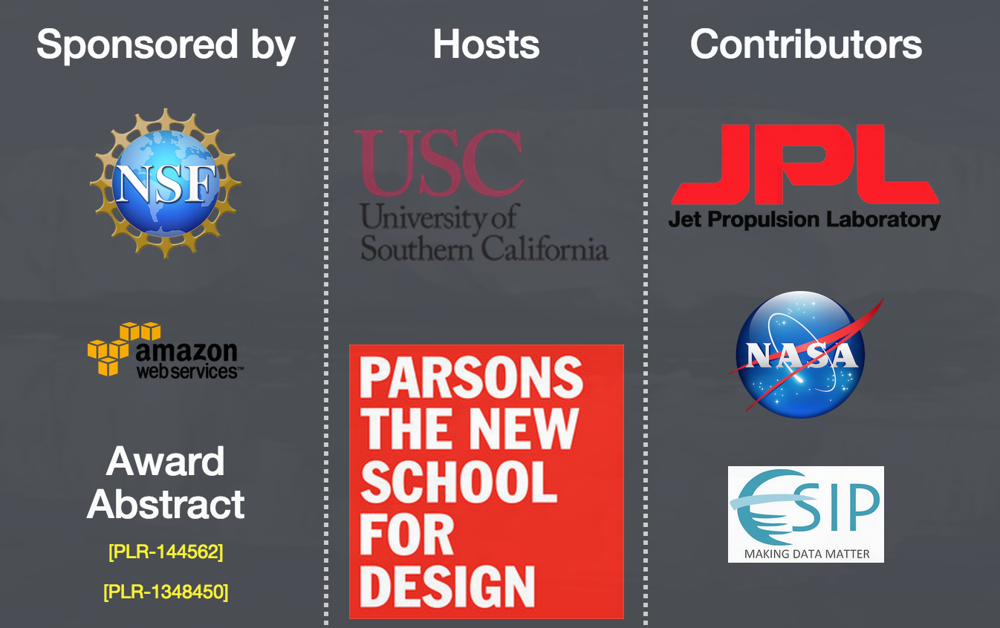 Sponsored by
NSF
amazon
web services™
Award
Abstract
[PLR-144562]
[PLR-1348450]
Hosts
USC
University of
Southern California
PARSONS
THE NEW
SCHOOL
FOR
DESIGN
Contributors
JPL
Jet Propulsion Laboratory
NASA
ESIP
MAKING DATA MATTER